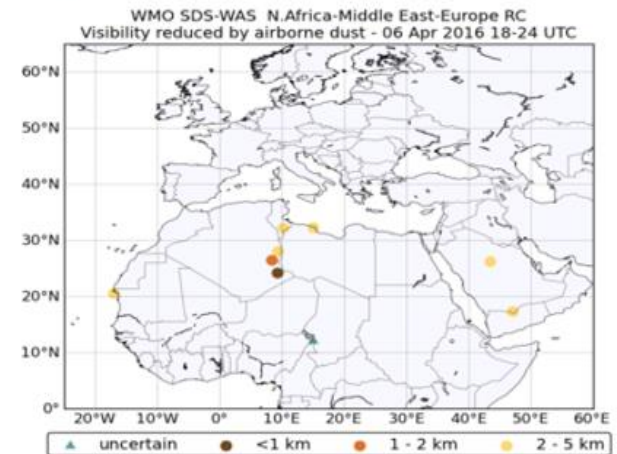 WMO SDS-WAS N.Africa-Middle East-Europe RC
Visibility reduced by airborne dust - 06 Apr 2016 18-24 UTC
60°N
50°N
40°N
30°N
20°N
10°N
0°
20°W 10°W 0° 10°E 20°E 30°E 40°E 50°E 60°E
uncertain <1 km 1 - 2 km 2 - 5 km